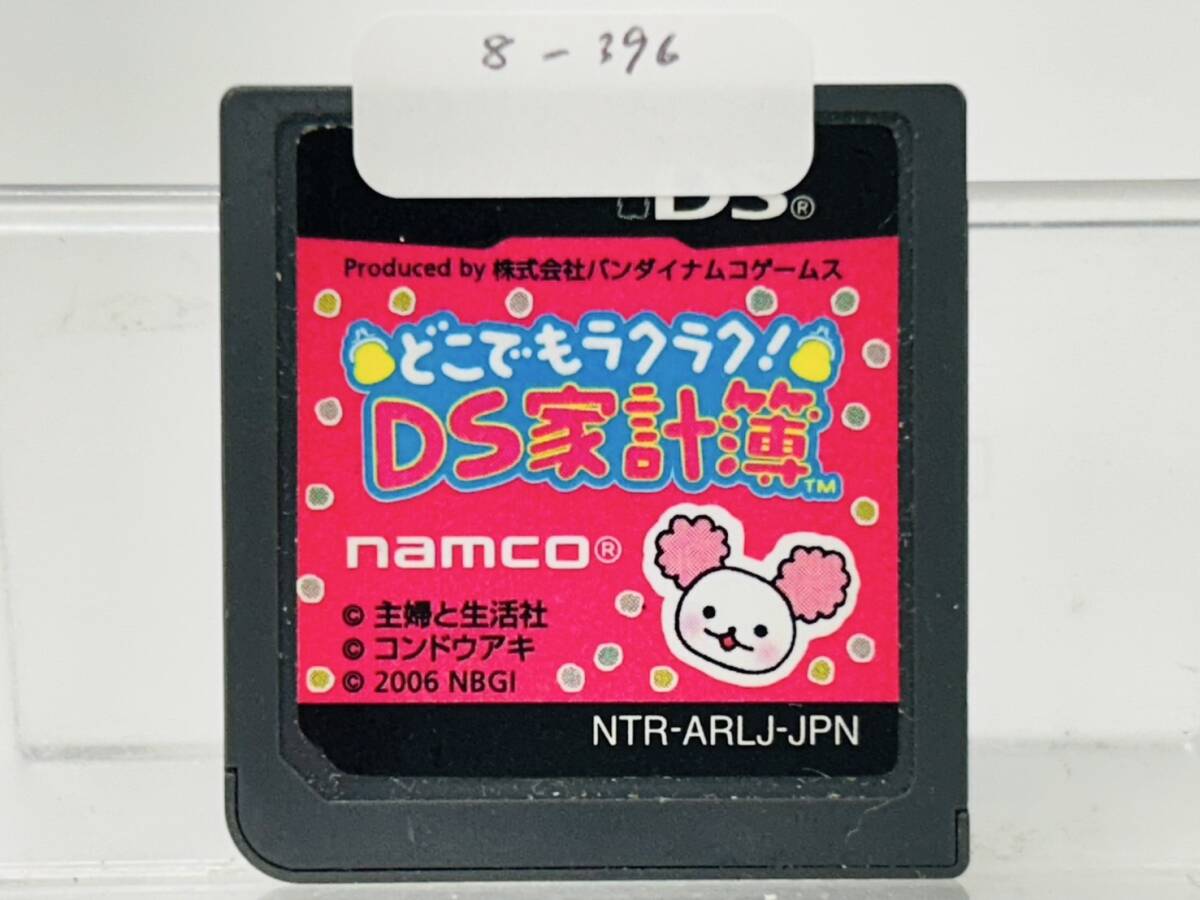 8-396
DS®
Produced by 株式会社バンダイナムコゲームス
どこでもラクラク!
DS家計簿™
namco®
© 主婦と生活社
© コンドウアキ
© 2006 NBGI
NTR-ARLJ-JPN